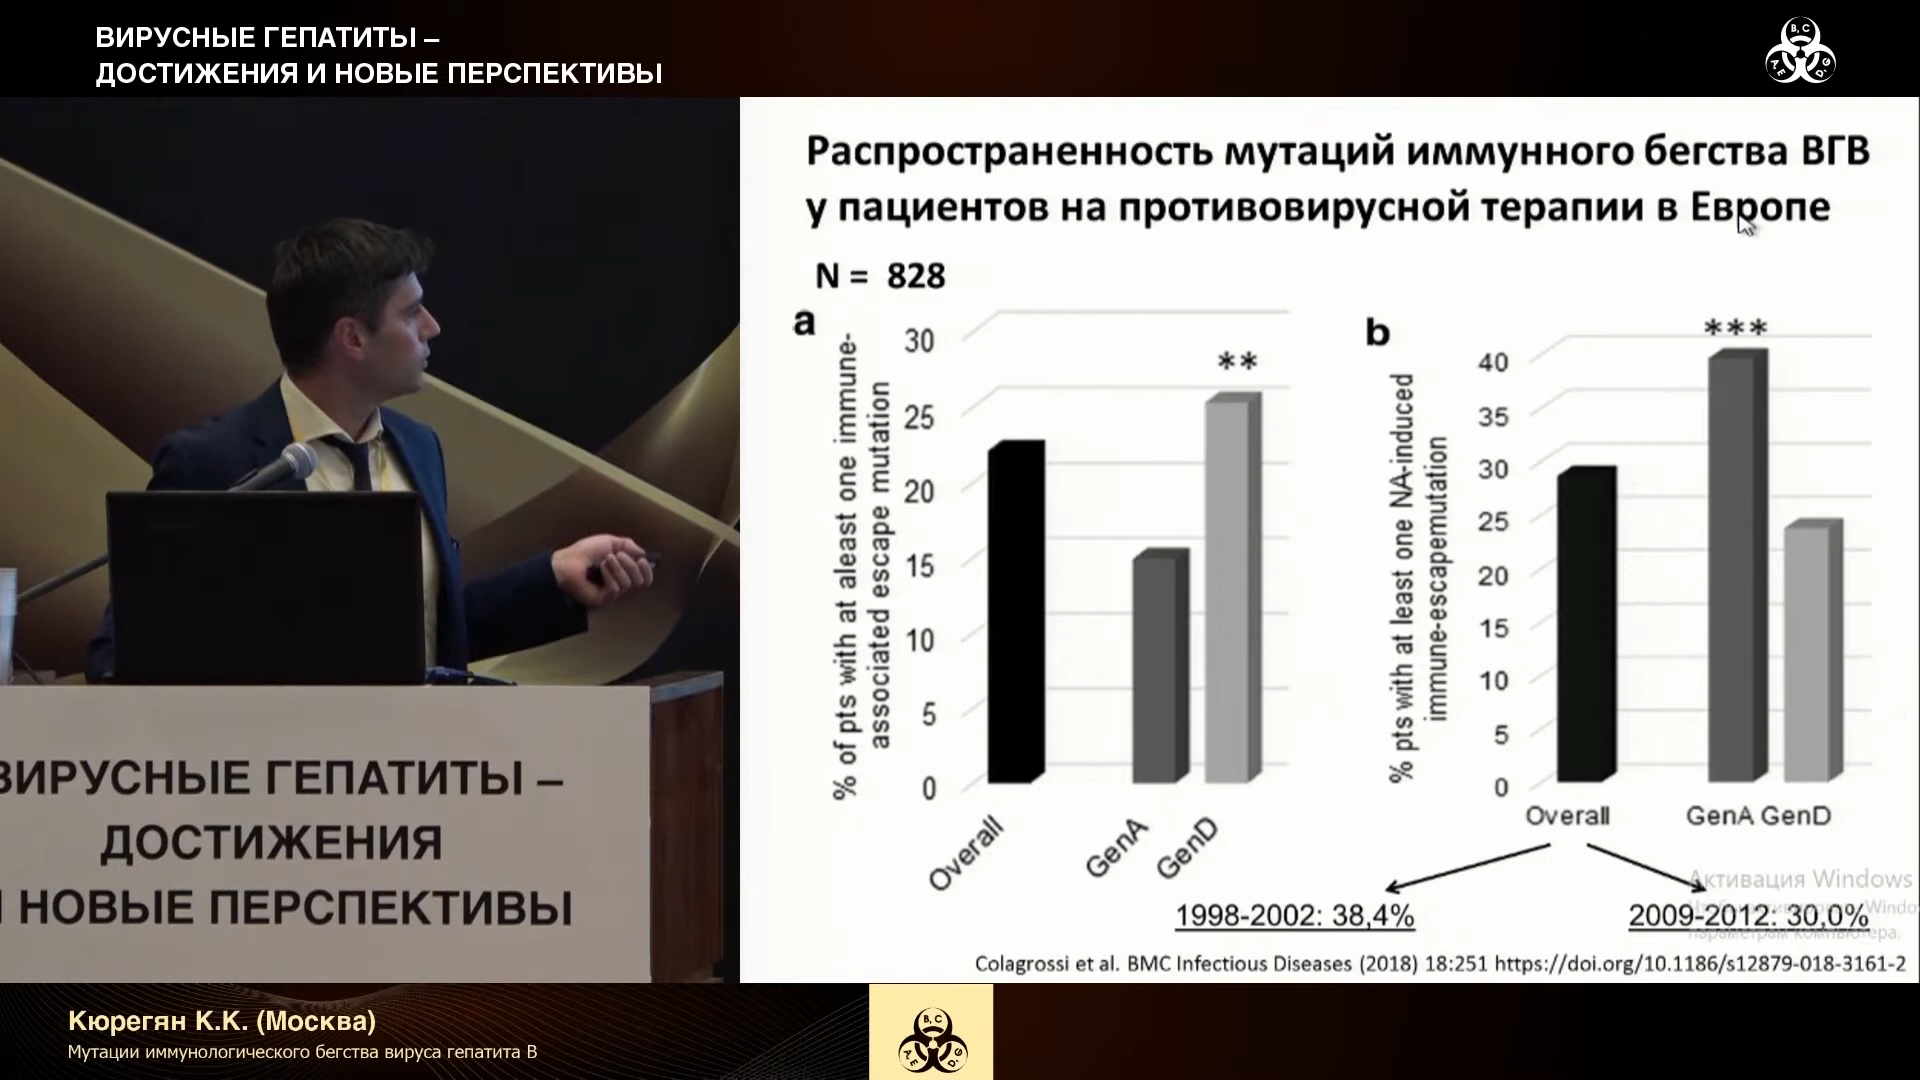 ВИРУСНЫЕ ГЕПАТИТЫ –
ДОСТИЖЕНИЯ И НОВЫЕ ПЕРСПЕКТИВЫ
B, C
A, E
D, G
Распространенность мутаций иммунного бегства ВГВ
у пациентов на противовирусной терапии в Европе
N = 828
a
% of pts with at aleast one immune-
associated escape mutation
30
25
20
15
10
5
0
**
Overall
GenA
GenD
b
% pts with at least one NA-induced
immune-escapemutation
40
35
30
25
20
15
10
5
0
***
Overall
GenA GenD
1998-2002: 38,4%
2009-2012: 30,0%
Активация Windows
параметрам компьютера.
Colagrossi et al. BMC Infectious Diseases (2018) 18:251 https://doi.org/10.1186/s12879-018-3161-2
ВИРУСНЫЕ ГЕПАТИТЫ –
ДОСТИЖЕНИЯ
НОВЫЕ ПЕРСПЕКТИВЫ
Кюрегян К.К. (Москва)
Мутации иммунологического бегства вируса гепатита В
B, C
A, E
D, G